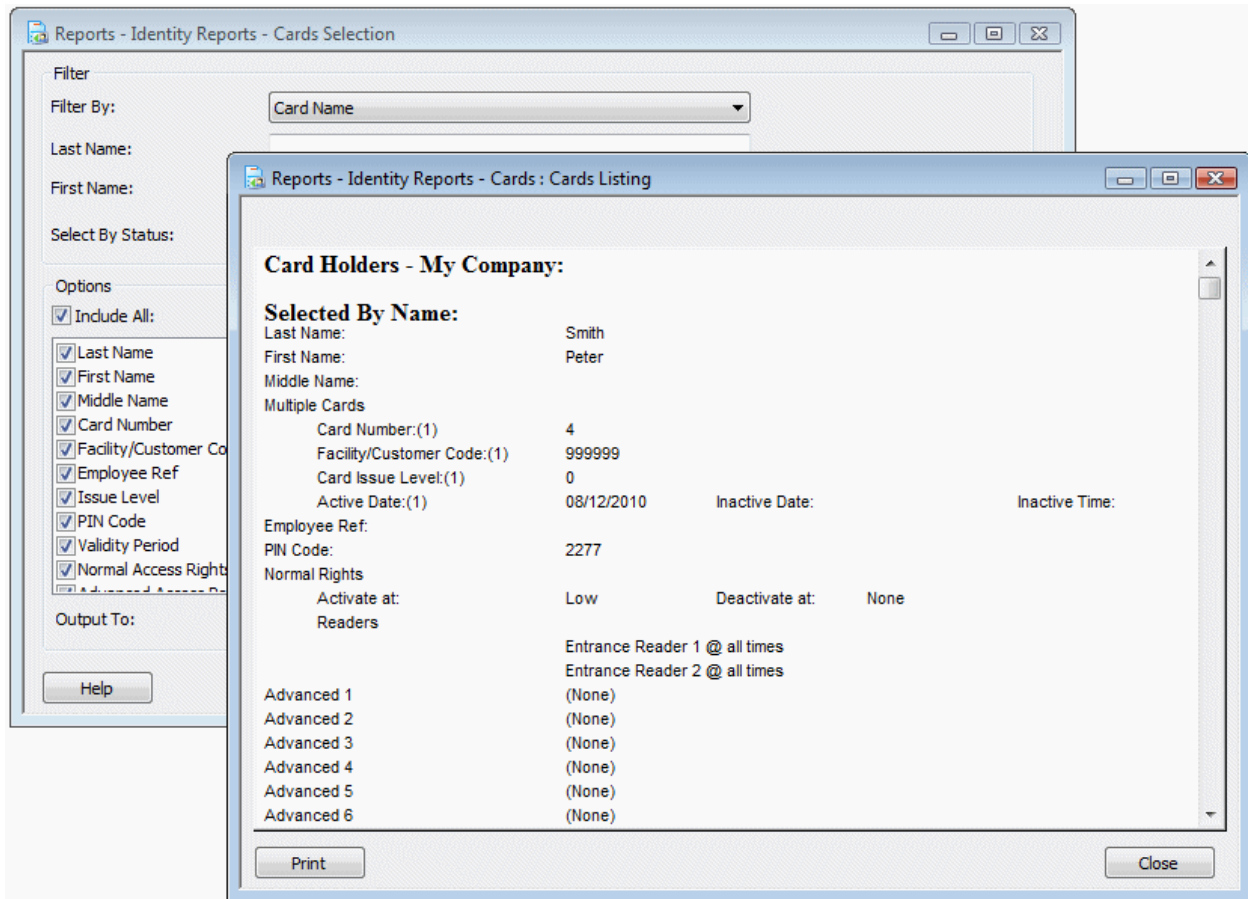 Reports - Identity Reports - Cards Selection
Filter
Filter By: Card Name
Last Name:
First Name:
Select By Status:
Options
Include All:
Last Name
First Name
Middle Name
Card Number
Facility/Customer Co
Employee Ref
Issue Level
PIN Code
Validity Period
Normal Access Rights
Output To:
Help
Reports - Identity Reports - Cards : Cards Listing
Card Holders - My Company:
Selected By Name:
Last Name: Smith
First Name: Peter
Middle Name:
Multiple Cards
Card Number:(1) 4
Facility/Customer Code:(1) 999999
Card Issue Level:(1) 0
Active Date:(1) 08/12/2010 Inactive Date: Inactive Time:
Employee Ref:
PIN Code: 2277
Normal Rights
Activate at: Low Deactivate at: None
Readers
Entrance Reader 1 @ all times
Entrance Reader 2 @ all times
Advanced 1 (None)
Advanced 2 (None)
Advanced 3 (None)
Advanced 4 (None)
Advanced 5 (None)
Advanced 6 (None)
Print Close